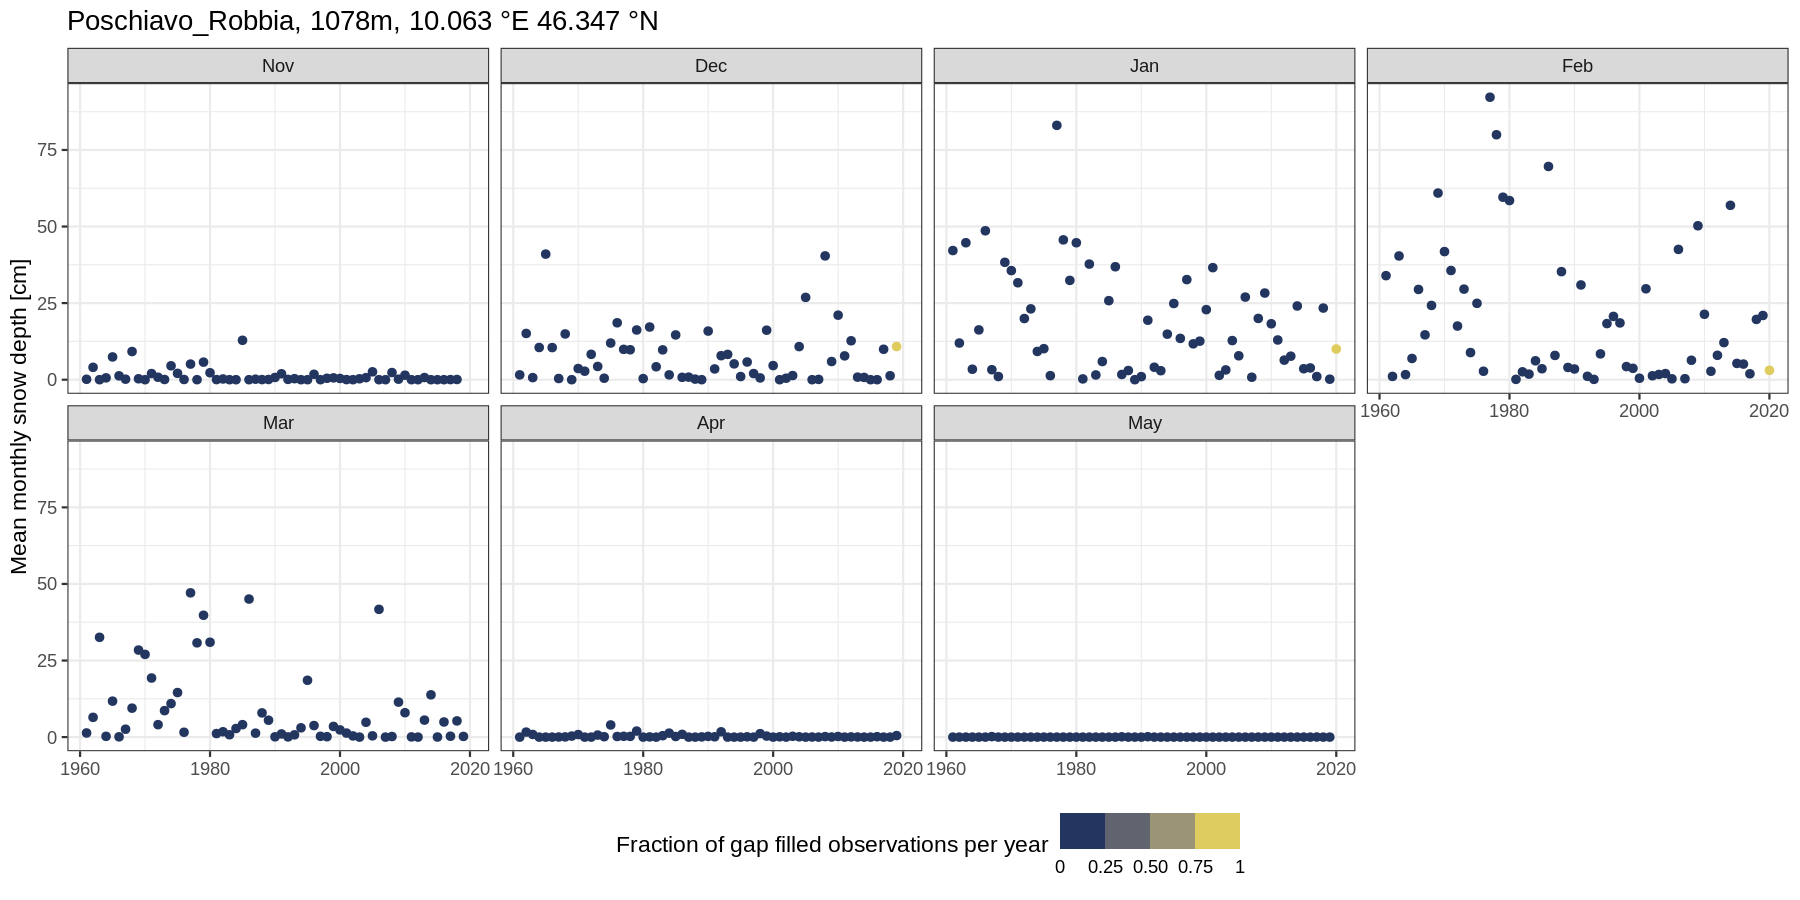 Poschiavo_Robbia, 1078m, 10.063 °E 46.347 °N
Nov Dec Jan Feb
75
50
25
0
Mean monthly snow depth [cm]
1960 1980 2000 2020
Mar Apr May
75
50
25
0
1960 1980 2000 2020 1960 1980 2000 2020 1960 1980 2000 2020
Fraction of gap filled observations per year
0 0.25 0.50 0.75 1